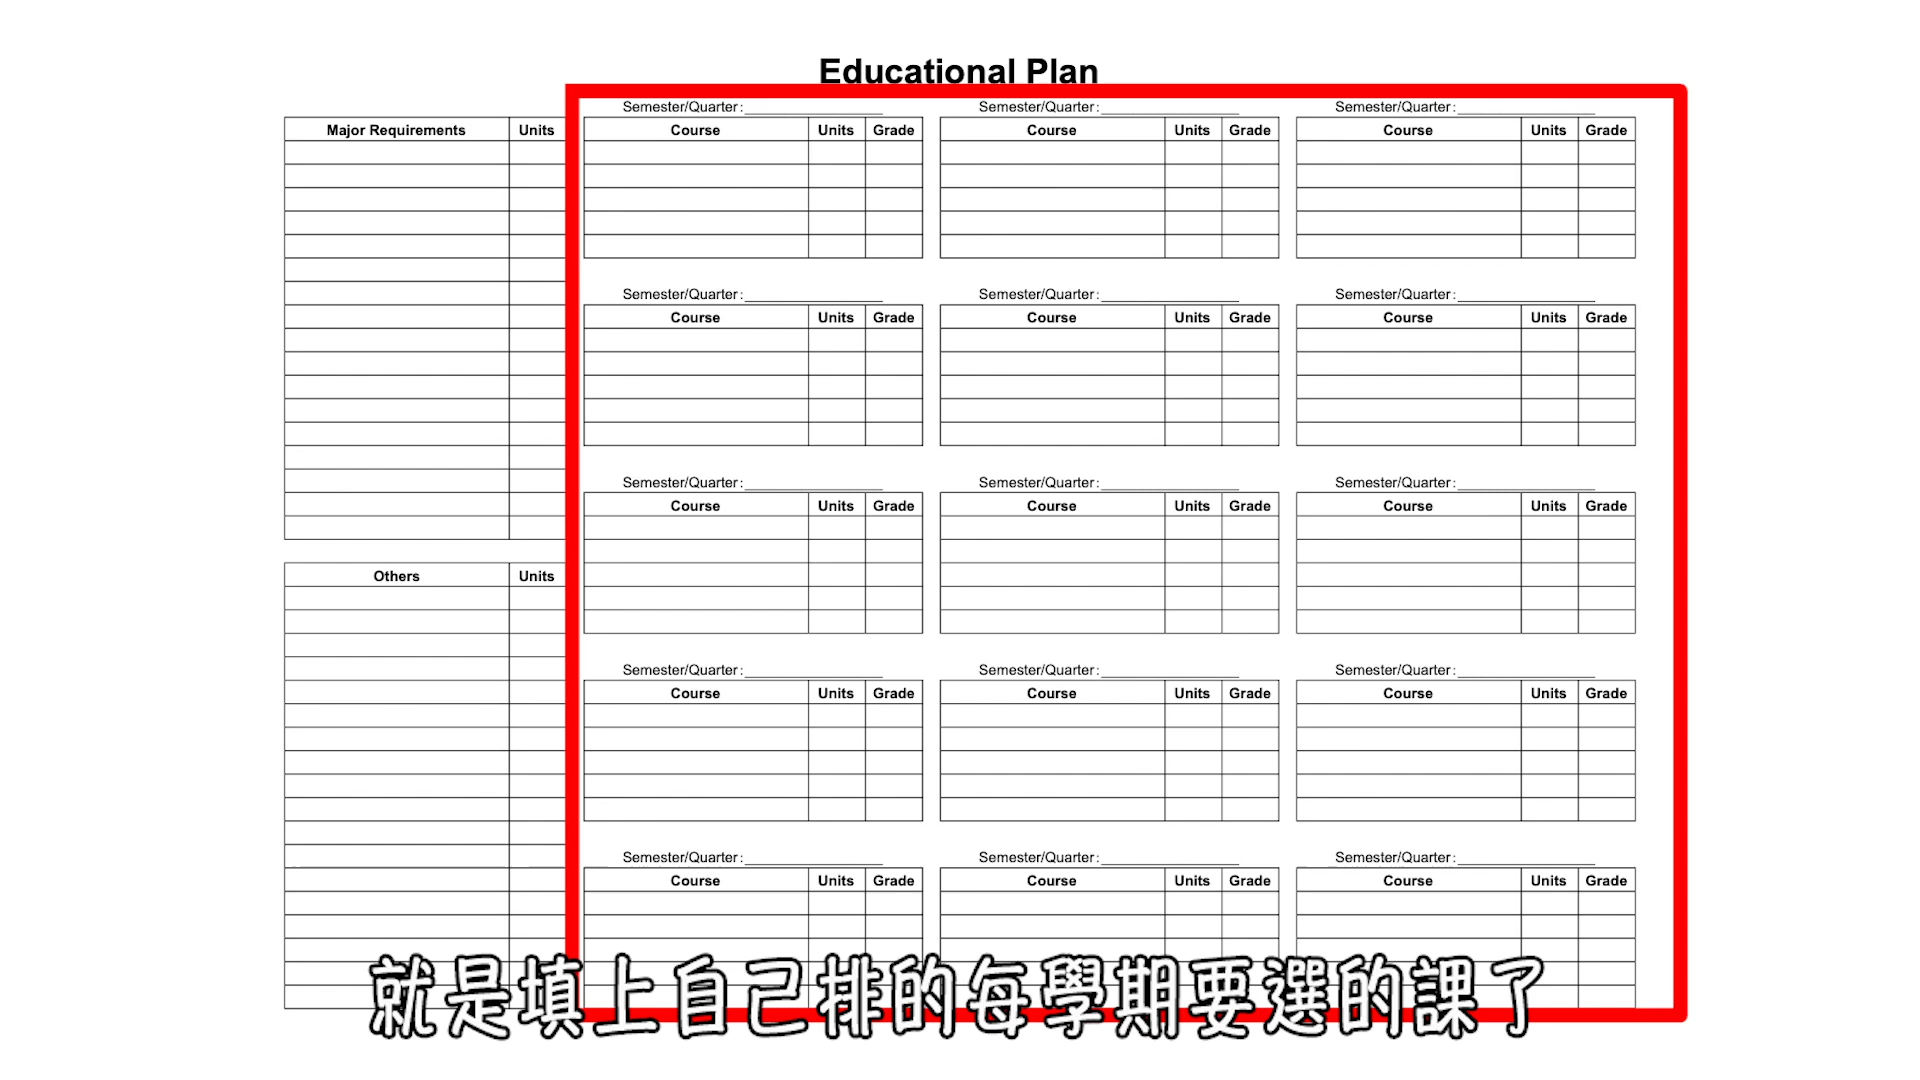 Educational Plan
Semester/Quarter: Semester/Quarter: Semester/Quarter:
Major Requirements Units Course Units Grade Course Units Grade Course Units Grade
Semester/Quarter: Semester/Quarter: Semester/Quarter:
Course Units Grade Course Units Grade Course Units Grade
Semester/Quarter: Semester/Quarter: Semester/Quarter:
Course Units Grade Course Units Grade Course Units Grade
Others Units
Semester/Quarter: Semester/Quarter: Semester/Quarter:
Course Units Grade Course Units Grade Course Units Grade
Semester/Quarter: Semester/Quarter: Semester/Quarter:
Course Units Grade Course Units Grade Course Units Grade
就是填上自己排的每學期要選的課了